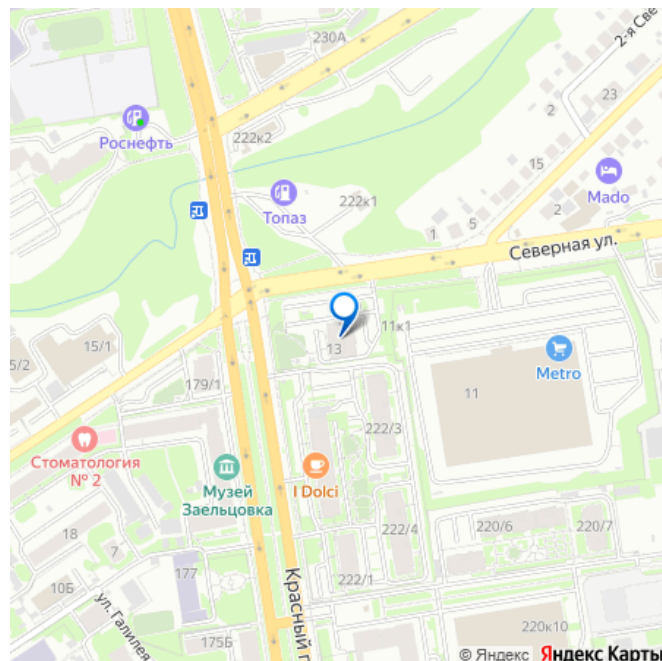 230А
2-я Све
23
2
Роснефть
222к2
15
Mado
Топаз
222к1
2
1
5
Северная ул.
11к1
13
15/1
5/2
Metro
179/1
11
222/3
Стоматология
№ 2
Музей
Заельцовка
I Dolci
18
222/4
220/6
220/7
7
177
222/1
10Б
Красный п
ул. Галилея
175Б
220к10
© Яндекс Яндекс Карты